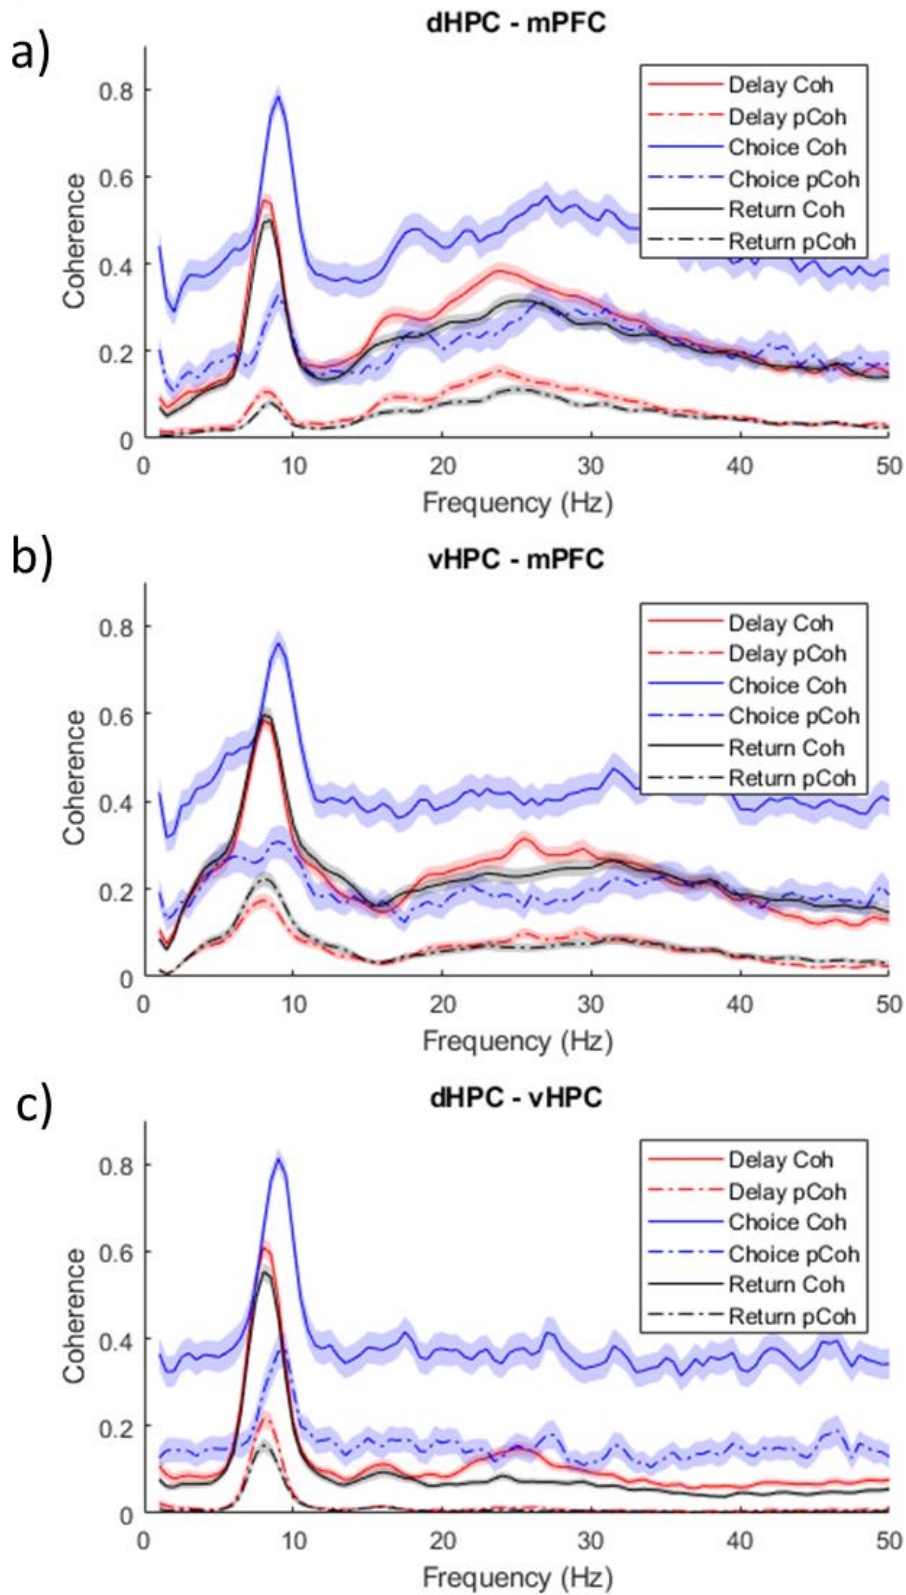 a)
dHPC - mPFC
Coherence
0.8
0.6
0.4
0.2
0
Delay Coh
Delay pCoh
Choice Coh
Choice pCoh
Return Coh
Return pCoh
0 10 20 30 40 50
Frequency (Hz)
b)
vHPC - mPFC
Coherence
0.8
0.6
0.4
0.2
0
Delay Coh
Delay pCoh
Choice Coh
Choice pCoh
Return Coh
Return pCoh
0 10 20 30 40 50
Frequency (Hz)
c)
dHPC - vHPC
Coherence
0.8
0.6
0.4
0.2
0
Delay Coh
Delay pCoh
Choice Coh
Choice pCoh
Return Coh
Return pCoh
0 10 20 30 40 50
Frequency (Hz)